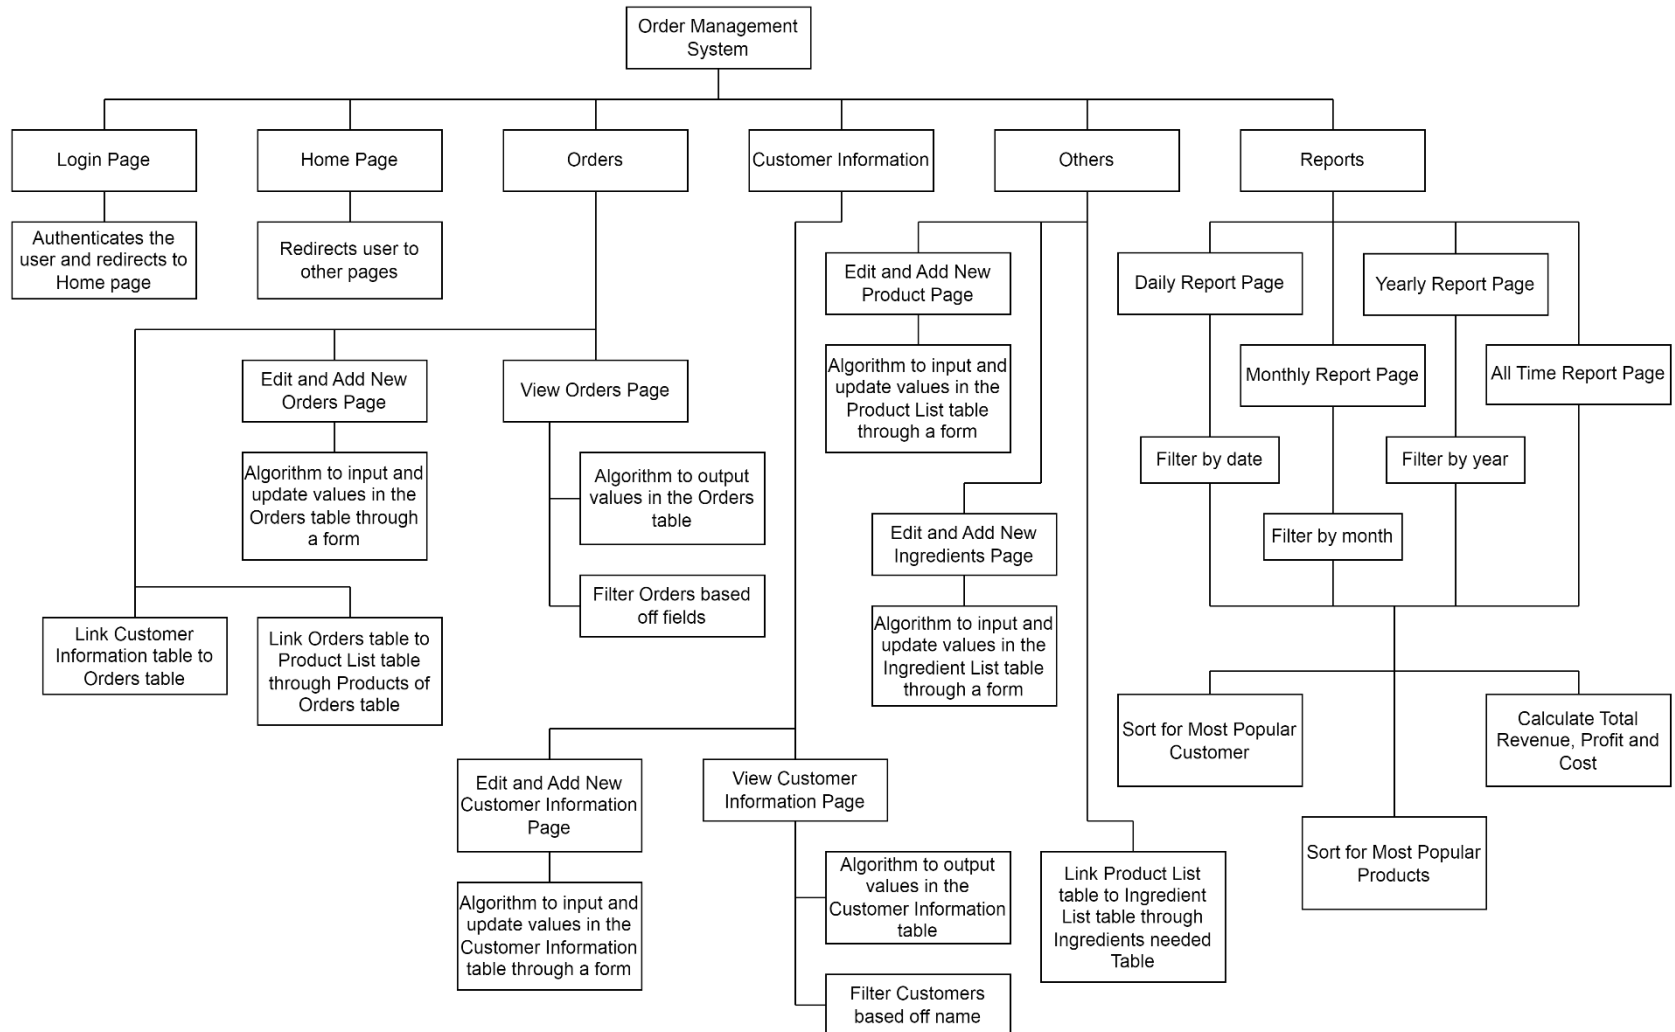 Order Management
System
Login Page
Home Page
Orders
Customer Information
Others
Reports
Authenticates the
user and redirects to
Home page
Redirects user to
other pages
Edit and Add New
Orders Page
Algorithm to input and
update values in the
Orders table through
a form
View Orders Page
Algorithm to output
values in the Orders
table
Filter Orders based
off fields
Link Customer
Information table to
Orders table
Link Orders table to
Product List table
through Products of
Orders table
Edit and Add New
Customer Information
Page
Algorithm to input and
update values in the
Customer Information
table through a form
View Customer
Information Page
Algorithm to output
values in the
Customer Information
table
Filter Customers
based off name
Edit and Add New
Product Page
Algorithm to input and
update values in the
Product List table
through a form
Edit and Add New
Ingredients Page
Algorithm to input and
update values in the
Ingredient List table
through a form
Link Product List
table to Ingredient
List table through
Ingredients needed
Table
Daily Report Page
Yearly Report Page
Monthly Report Page
All Time Report Page
Filter by date
Filter by year
Filter by month
Sort for Most Popular
Customer
Calculate Total
Revenue, Profit and
Cost
Sort for Most Popular
Products